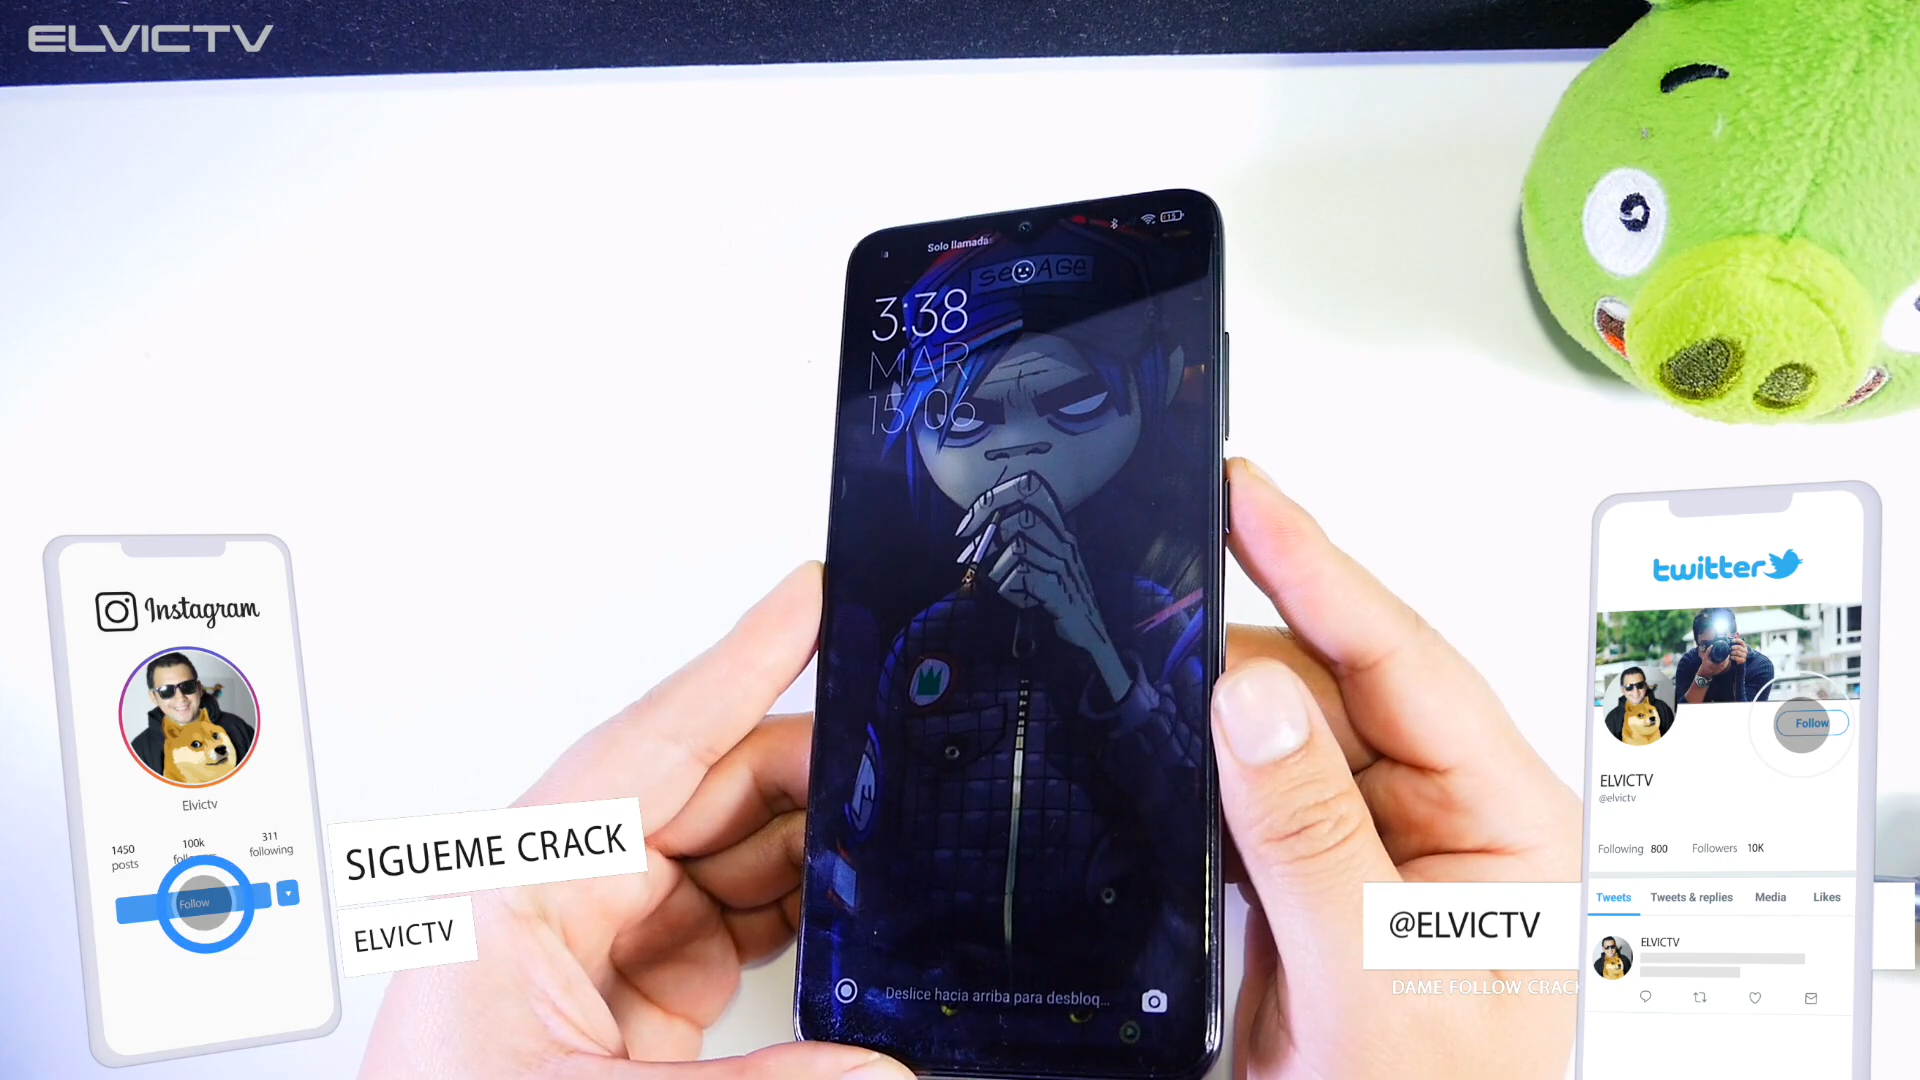 ELVICTV
Solo llamadas
15
3:38
MAR
15/06
Instagram
Elvictv
1450
posts
100k
311
following
Follow
SIGUEME CRACK
ELVICTV
twitter
Follow
ELVICTV
@elvictv
Following 800 Followers 10K
Tweets Tweets & replies Media Likes
ELVICTV
@ELVICTV
DAME FOLLOW CRACK
Deslice hacia arriba para desbloq...